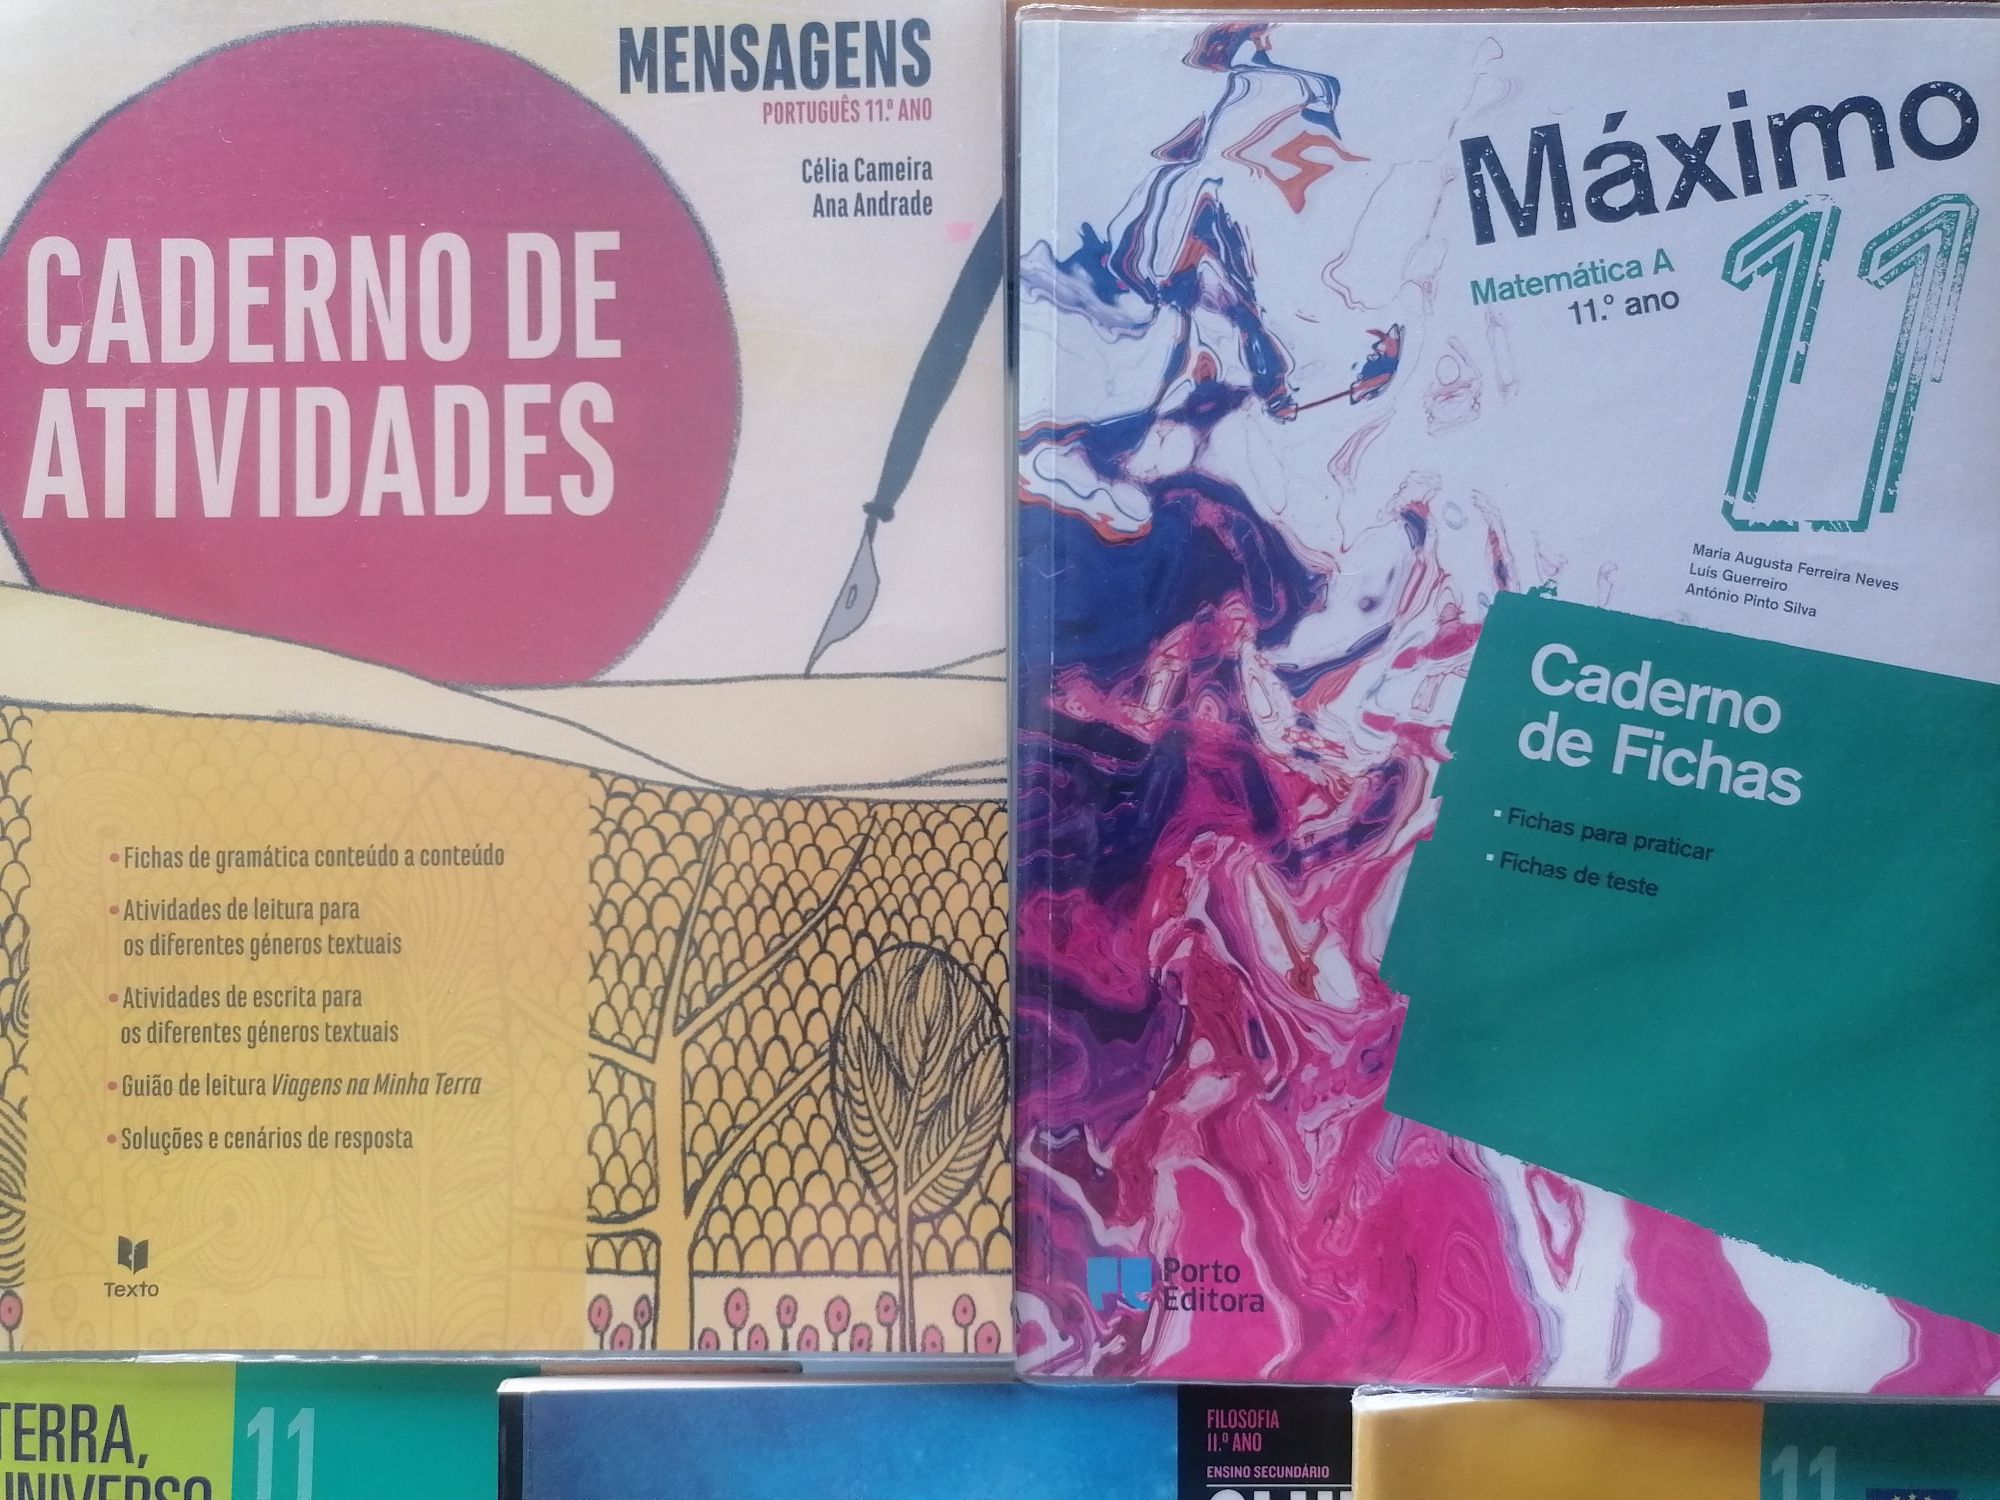 MENSAGENS
PORTUGUÊS 11.º ANO
Célia Cameira
Ana Andrade
CADERNO DE
ATIVIDADES
• Fichas de gramática conteúdo a conteúdo
• Atividades de leitura para
os diferentes géneros textuais
• Atividades de escrita para
os diferentes géneros textuais
• Guião de leitura Viagens na Minha Terra
• Soluções e cenários de resposta
Texto
Máximo
11
Matemática A
11.º ano
Maria Augusta Ferreira Neves
Luís Guerreiro
António Pinto Silva
Caderno
de Fichas
▪ Fichas para praticar
▪ Fichas de teste
Porto
Editora
TERRA,
UNIVERSO
11
FILOSOFIA
11.º ANO
ENSINO SECUNDÁRIO
11